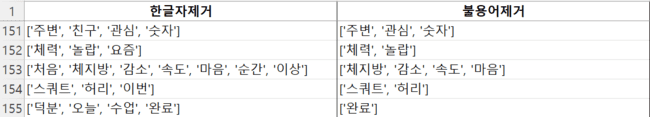 1 한글자제거 불용어제거
151 ['주변', '친구', '관심', '숫자'] ['주변', '관심', '숫자']
152 ['체력', '놀랍', '요즘'] ['체력', '놀랍']
153 ['처음', '체지방', '감소', '속도', '마음', '순간', '이상'] ['체지방', '감소', '속도', '마음']
154 ['스쿼트', '허리', '이번'] ['스쿼트', '허리']
155 ['덕분', '오늘', '수업', '완료'] ['완료']